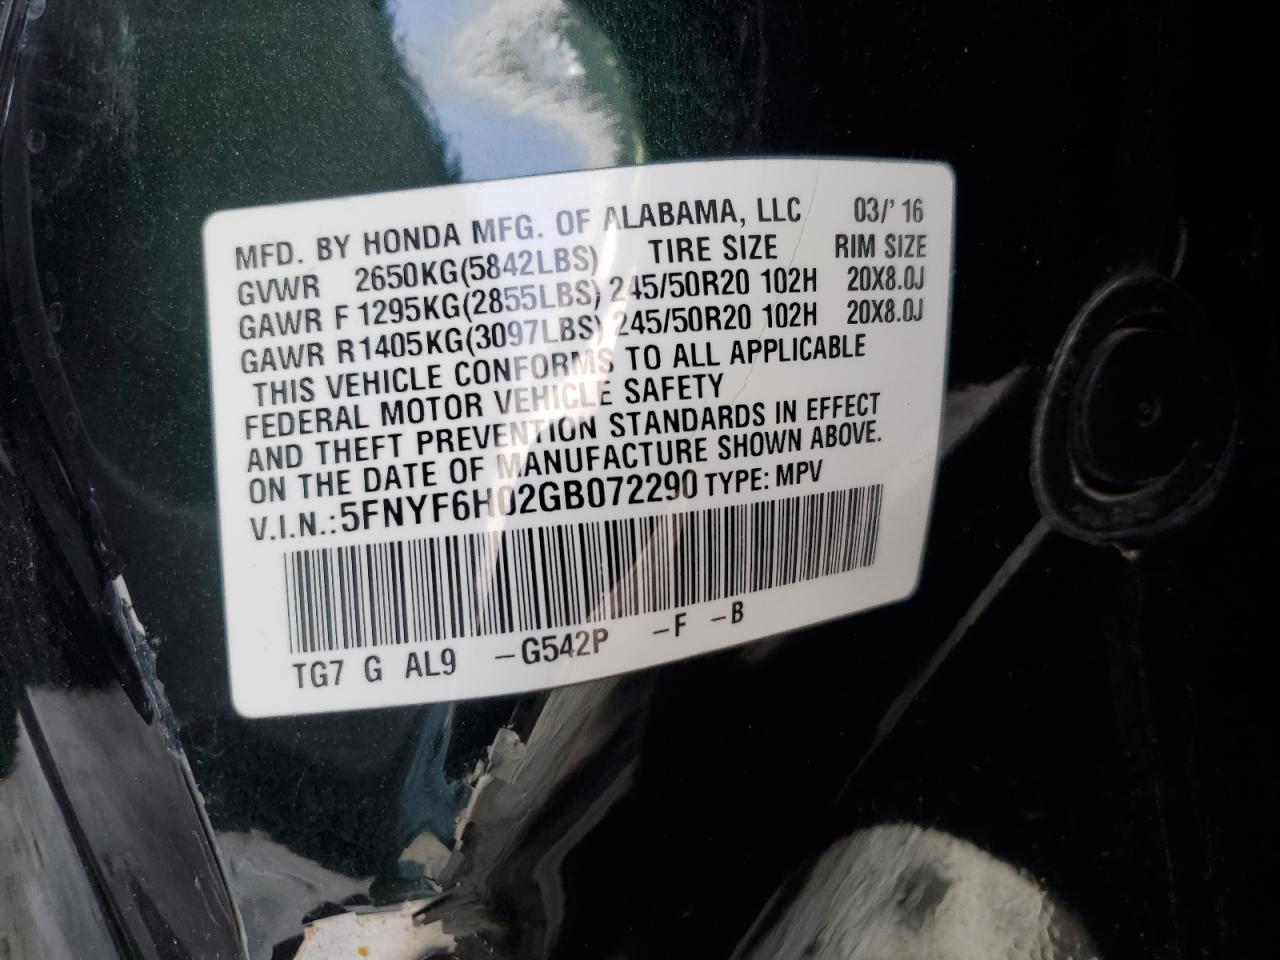 MFD. BY HONDA MFG. OF ALABAMA, LLC 03/' 16
GVWR 2650KG(5842LBS) TIRE SIZE RIM SIZE
GAWR F 1295KG(2855LBS) 245/50R20 102H 20X8.0J
GAWR R1405KG(3097LBS) 245/50R20 102H 20X8.0J
THIS VEHICLE CONFORMS TO ALL APPLICABLE
FEDERAL MOTOR VEHICLE SAFETY
AND THEFT PREVENTION STANDARDS IN EFFECT
ON THE DATE OF MANUFACTURE SHOWN ABOVE.
V.I.N.:5FNYF6H02GB072290 TYPE: MPV
TG7 G AL9 –G542P –F –B